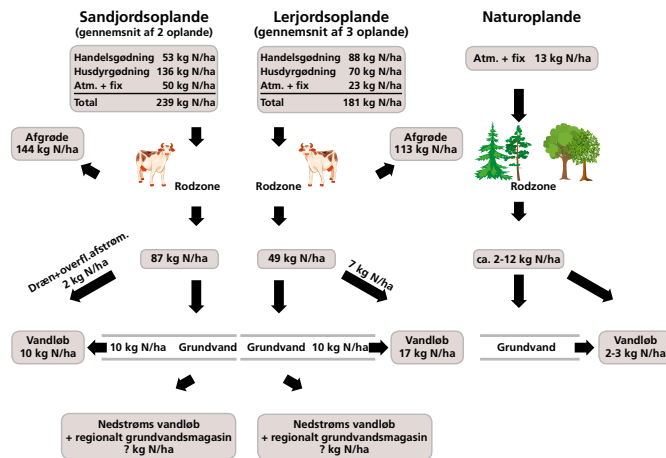 Sandjordsoplande
(gennemsnit af 2 oplande)
Handelsgødning 53 kg N/ha
Husdyrgødning 136 kg N/ha
Atm. + fix 50 kg N/ha
Total 239 kg N/ha
Afgrøde
144 kg N/ha
Rodzone
87 kg N/ha
Dræn+overfl.afstrøm.
2 kg N/ha
Vandløb
10 kg N/ha
10 kg N/ha Grundvand
Nedstrøms vandløb
+ regionalt grundvandsmagasin
? kg N/ha
Lerjordsoplande
(gennemsnit af 3 oplande)
Handelsgødning 88 kg N/ha
Husdyrgødning 70 kg N/ha
Atm. + fix 23 kg N/ha
Total 181 kg N/ha
Afgrøde
113 kg N/ha
Rodzone
49 kg N/ha
7 kg N/ha
Grundvand 10 kg N/ha
Vandløb
17 kg N/ha
Nedstrøms vandløb
+ regionalt grundvandsmagasin
? kg N/ha
Naturoplande
Atm. + fix 13 kg N/ha
Rodzone
ca. 2-12 kg N/ha
Grundvand
Vandløb
2-3 kg N/ha